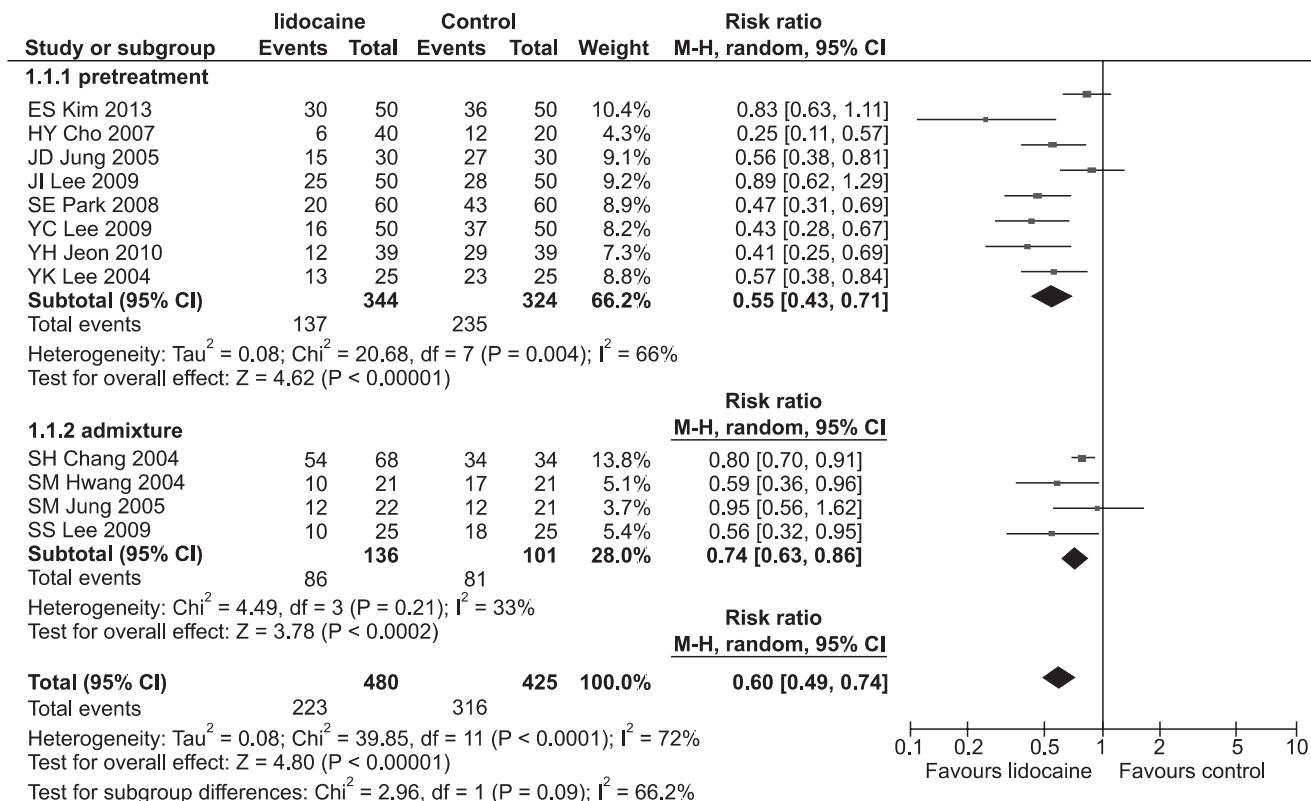 lidocaine Control Risk ratio
Study or subgroup Events Total Events Total Weight M-H, random, 95% CI
1.1.1 pretreatment
ES Kim 2013 30 50 36 50 10.4% 0.83 [0.63, 1.11]
HY Cho 2007 6 40 12 20 4.3% 0.25 [0.11, 0.57]
JD Jung 2005 15 30 27 30 9.1% 0.56 [0.38, 0.81]
JI Lee 2009 25 50 28 50 9.2% 0.89 [0.62, 1.29]
SE Park 2008 20 60 43 60 8.9% 0.47 [0.31, 0.69]
YC Lee 2009 16 50 37 50 8.2% 0.43 [0.28, 0.67]
YH Jeon 2010 12 39 29 39 7.3% 0.41 [0.25, 0.69]
YK Lee 2004 13 25 23 25 8.8% 0.57 [0.38, 0.84]
Subtotal (95% CI) 344 324 66.2% 0.55 [0.43, 0.71]
Total events 137 235
Heterogeneity: Tau² = 0.08; Chi² = 20.68, df = 7 (P = 0.004); I² = 66%
Test for overall effect: Z = 4.62 (P < 0.00001)
Risk ratio
1.1.2 admixture M-H, random, 95% CI
SH Chang 2004 54 68 34 34 13.8% 0.80 [0.70, 0.91]
SM Hwang 2004 10 21 17 21 5.1% 0.59 [0.36, 0.96]
SM Jung 2005 12 22 12 21 3.7% 0.95 [0.56, 1.62]
SS Lee 2009 10 25 18 25 5.4% 0.56 [0.32, 0.95]
Subtotal (95% CI) 136 101 28.0% 0.74 [0.63, 0.86]
Total events 86 81
Heterogeneity: Chi² = 4.49, df = 3 (P = 0.21); I² = 33%
Test for overall effect: Z = 3.78 (P < 0.0002)
Risk ratio
M-H, random, 95% CI
Total (95% CI) 480 425 100.0% 0.60 [0.49, 0.74]
Total events 223 316
Heterogeneity: Tau² = 0.08; Chi² = 39.85, df = 11 (P < 0.0001); I² = 72%
Test for overall effect: Z = 4.80 (P < 0.00001)
Test for subgroup differences: Chi² = 2.96, df = 1 (P = 0.09); I² = 66.2%
0.1 0.2 0.5 1 2 5 10
Favours lidocaine Favours control